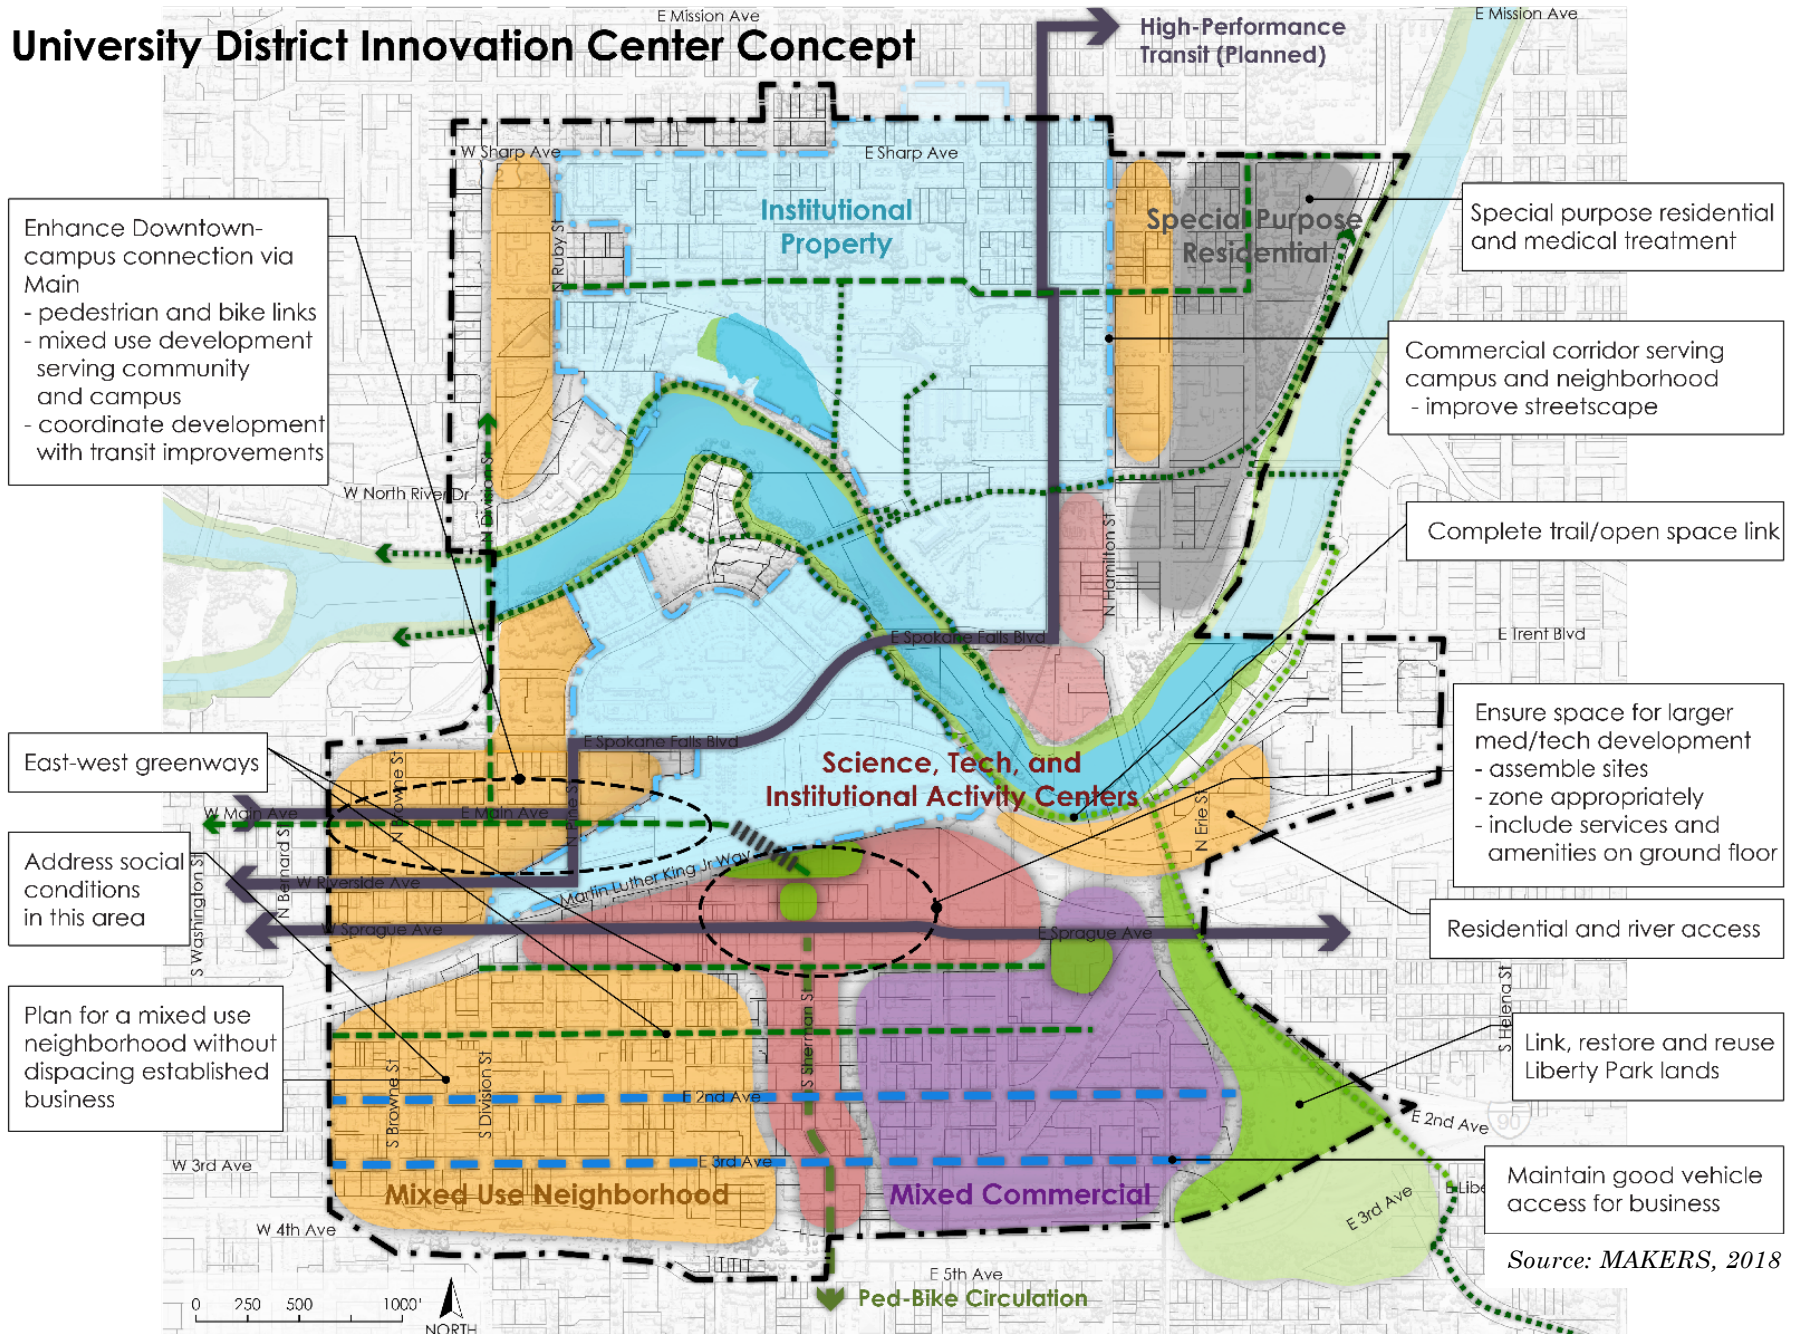 University District Innovation Center Concept
E Mission Ave
High-Performance
Transit (Planned)
E Mission Ave
W Sharp Ave
E Sharp Ave
Institutional
Property
Special Purpose
Residential
Special purpose residential
and medical treatment
Enhance Downtown-
campus connection via
Main
- pedestrian and bike links
- mixed use development
serving community
and campus
- coordinate development
with transit improvements
N Ruby St
Commercial corridor serving
campus and neighborhood
- improve streetscape
W North River Dr
N Division St
Complete trail/open space link
N Hamilton St
E Spokane Falls Blvd
E Trent Blvd
East-west greenways
E Spokane Falls Blvd
Science, Tech, and
Institutional Activity Centers
Ensure space for larger
med/tech development
- assemble sites
- zone appropriately
- include services and
amenities on ground floor
N Browne St
W Main Ave
E Main Ave
N Pine St
N Erie St
Address social
conditions
in this area
S Washington St
N Bernard St
W Riverside Ave
Martin Luther King Jr Way
W Sprague Ave
E Sprague Ave
Residential and river access
Plan for a mixed use
neighborhood without
dispacing established
business
S Browne St
S Division St
S Sherman St
S Helena St
Link, restore and reuse
Liberty Park lands
E 2nd Ave
E 2nd Ave
90
W 3rd Ave
E 3rd Ave
Mixed Use Neighborhood
Mixed Commercial
E 3rd Ave
E Libe
Maintain good vehicle
access for business
W 4th Ave
E 5th Ave
Source: MAKERS, 2018
Ped-Bike Circulation
0 250 500 1000'
NORTH